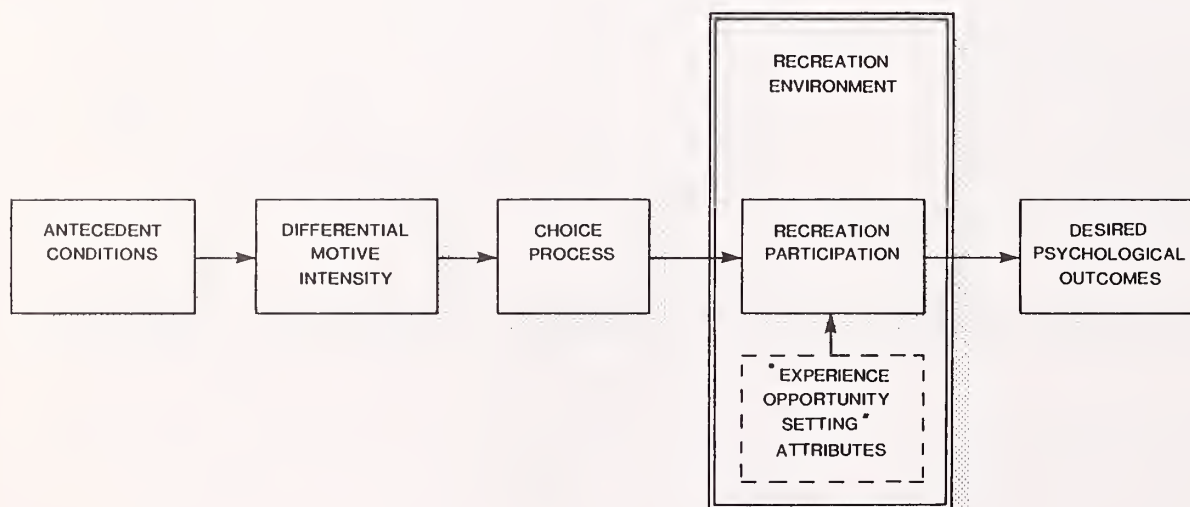 RECREATION
ENVIRONMENT
ANTECEDENT
CONDITIONS
DIFFERENTIAL
MOTIVE
INTENSITY
CHOICE
PROCESS
RECREATION
PARTICIPATION
DESIRED
PSYCHOLOGICAL
OUTCOMES
"EXPERIENCE
OPPORTUNITY
SETTING"
ATTRIBUTES